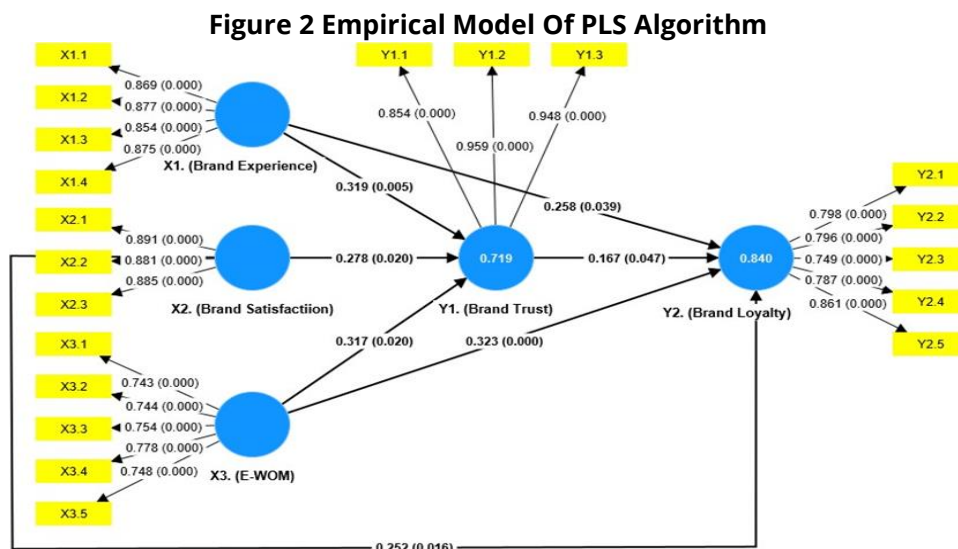 Figure 2 Empirical Model Of PLS Algorithm
X1.1
X1.2
X1.3
X1.4
0.869 (0.000)
0.877 (0.000)
0.854 (0.000)
0.875 (0.000)
X1. (Brand Experience)
Y1.1
Y1.2
Y1.3
0.854 (0.000)
0.959 (0.000)
0.948 (0.000)
0.319 (0.005)
0.258 (0.039)
X2.1
X2.2
X2.3
0.891 (0.000)
0.881 (0.000)
0.885 (0.000)
X2. (Brand Satisfactiion)
0.278 (0.020)
0.719
Y1. (Brand Trust)
0.167 (0.047)
0.840
Y2. (Brand Loyalty)
0.798 (0.000)
0.796 (0.000)
0.749 (0.000)
0.787 (0.000)
0.861 (0.000)
Y2.1
Y2.2
Y2.3
Y2.4
Y2.5
0.317 (0.020)
0.323 (0.000)
X3.1
X3.2
X3.3
X3.4
X3.5
0.743 (0.000)
0.744 (0.000)
0.754 (0.000)
0.778 (0.000)
0.748 (0.000)
X3. (E-WOM)
0.252 (0.016)